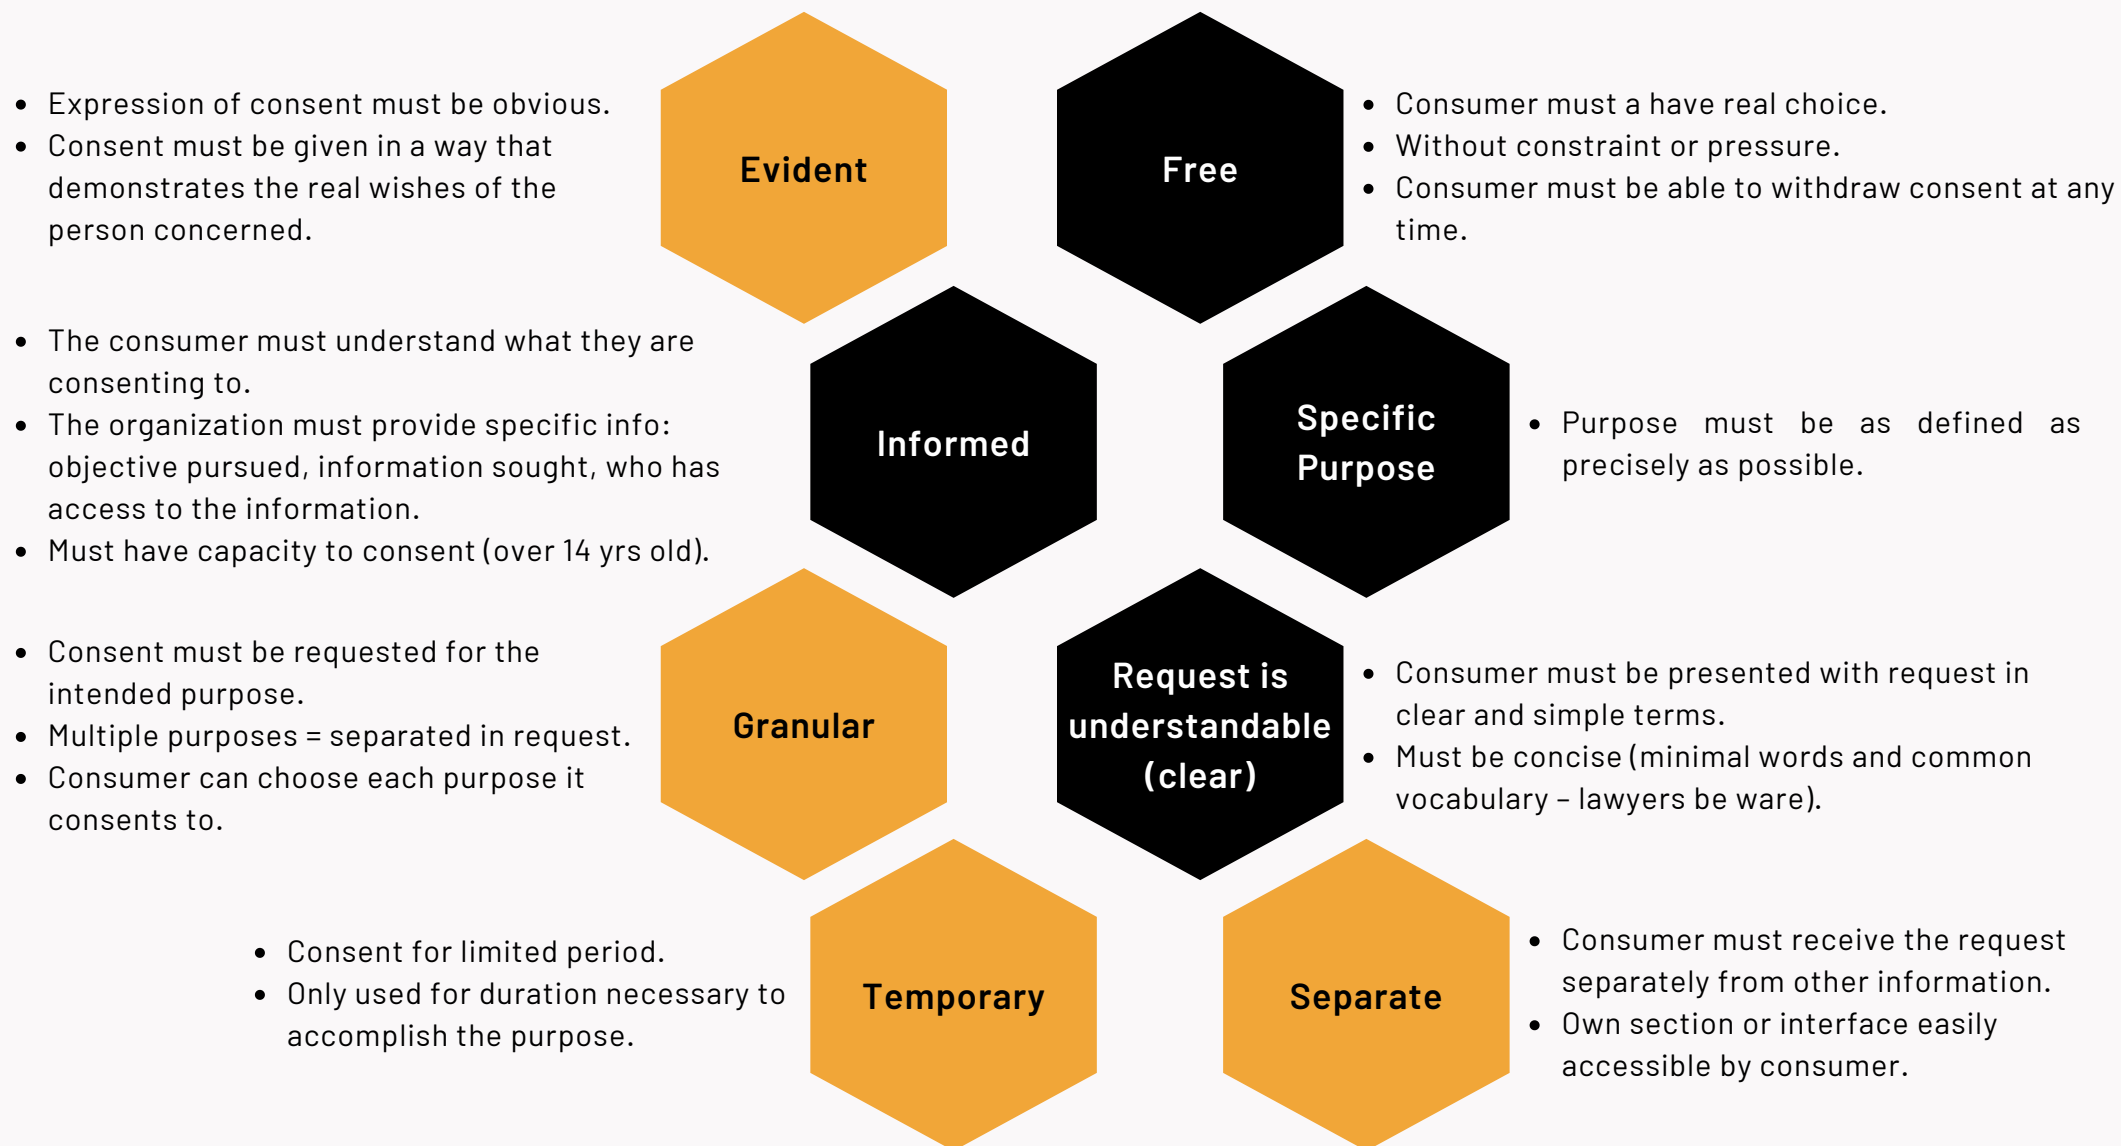 • Expression of consent must be obvious.
• Consent must be given in a way that
demonstrates the real wishes of the
person concerned.
Evident
Free
• Consumer must a have real choice.
• Without constraint or pressure.
• Consumer must be able to withdraw consent at any
time.
• The consumer must understand what they are
consenting to.
• The organization must provide specific info:
objective pursued, information sought, who has
access to the information.
• Must have capacity to consent (over 14 yrs old).
Informed
Specific
Purpose
• Purpose must be as defined as
precisely as possible.
• Consent must be requested for the
intended purpose.
• Multiple purposes = separated in request.
• Consumer can choose each purpose it
consents to.
Granular
Request is
understandable
(clear)
• Consumer must be presented with request in
clear and simple terms.
• Must be concise (minimal words and common
vocabulary – lawyers be ware).
• Consent for limited period.
• Only used for duration necessary to
accomplish the purpose.
Temporary
Separate
• Consumer must receive the request
separately from other information.
• Own section or interface easily
accessible by consumer.